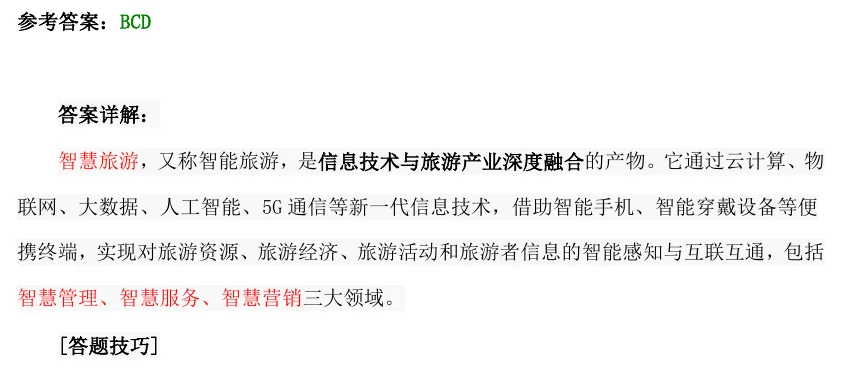 参考答案：BCD
答案详解：
智慧旅游，又称智能旅游，是信息技术与旅游产业深度融合的产物。它通过云计算、物
联网、大数据、人工智能、5G 通信等新一代信息技术，借助智能手机、智能穿戴设备等便
携终端，实现对旅游资源、旅游经济、旅游活动和旅游者信息的智能感知与互联互通，包括
智慧管理、智慧服务、智慧营销三大领域。
[答题技巧]